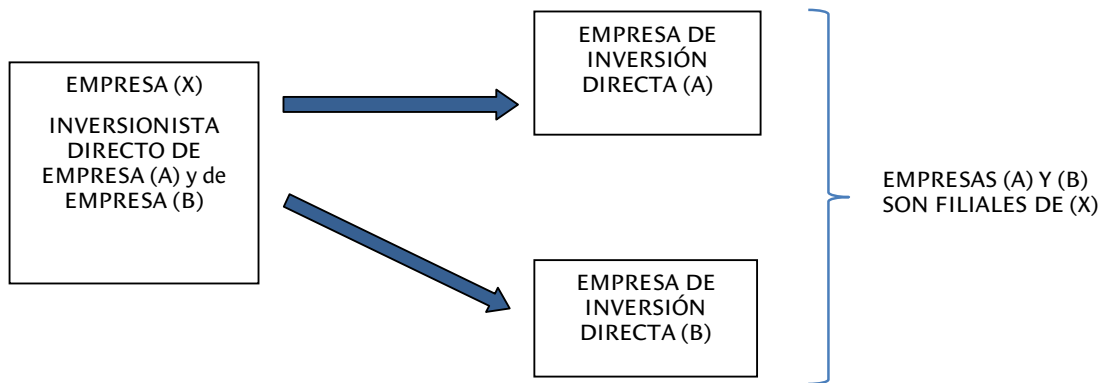 EMPRESA (X)
INVERSIONISTA
DIRECTO DE
EMPRESA (A) y de
EMPRESA (B)
EMPRESA DE
INVERSIÓN
DIRECTA (A)
EMPRESA DE
INVERSIÓN
DIRECTA (B)
EMPRESAS (A) Y (B)
SON FILIALES DE (X)